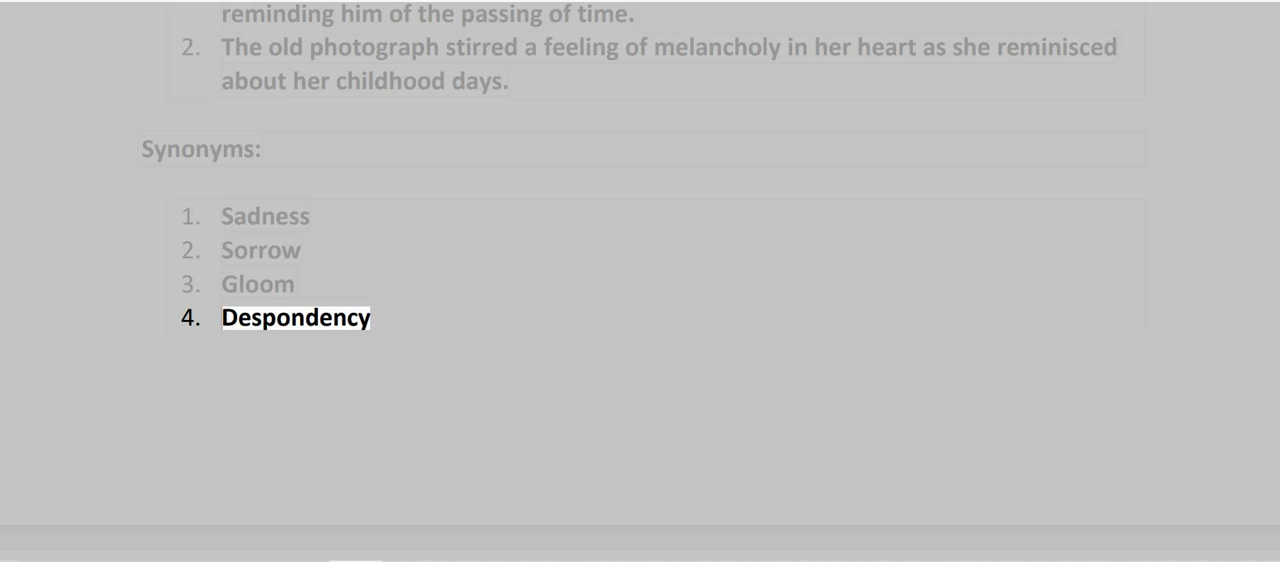 reminding him of the passing of time.
2. The old photograph stirred a feeling of melancholy in her heart as she reminisced
about her childhood days.
Synonyms:
1. Sadness
2. Sorrow
3. Gloom
4. Despondency